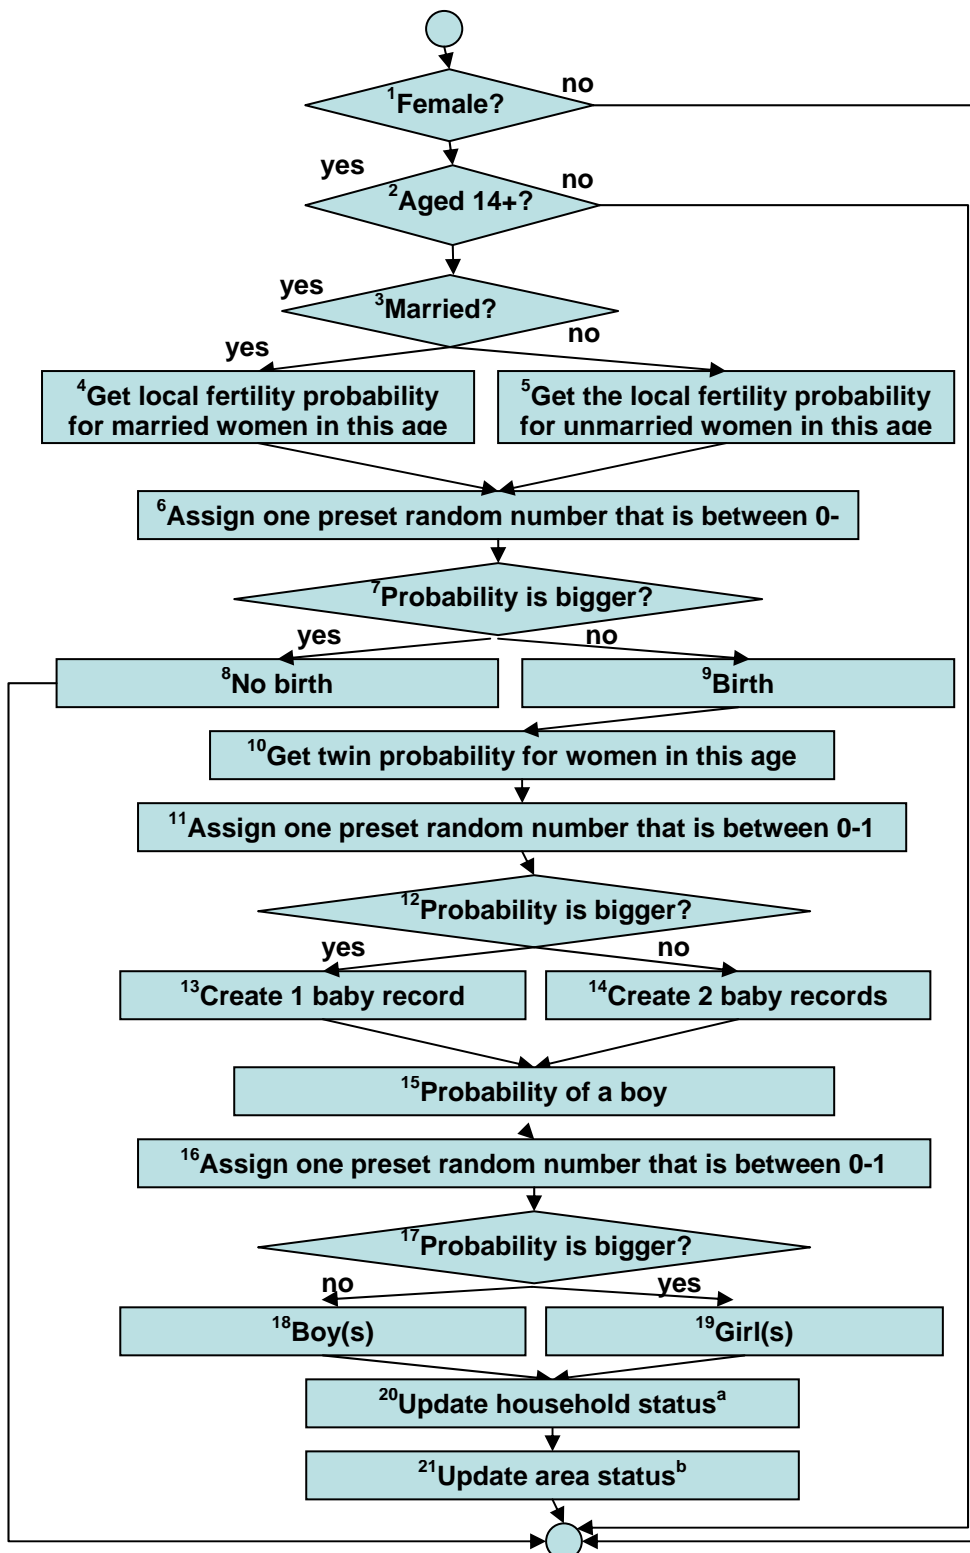 no
¹Female?
yes
no
²Aged 14+?
yes
³Married?
yes
no
⁴Get local fertility probability
for married women in this age
⁵Get the local fertility probability
for unmarried women in this age
⁶Assign one preset random number that is between 0-
⁷Probability is bigger?
yes
no
⁸No birth
⁹Birth
¹⁰Get twin probability for women in this age
¹¹Assign one preset random number that is between 0-1
¹²Probability is bigger?
yes
no
¹³Create 1 baby record
¹⁴Create 2 baby records
¹⁵Probability of a boy
¹⁶Assign one preset random number that is between 0-1
¹⁷Probability is bigger?
no
yes
¹⁸Boy(s)
¹⁹Girl(s)
²⁰Update household statusᵃ
²¹Update area statusᵇ